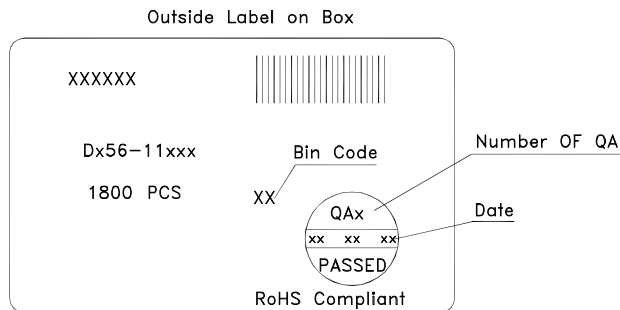 Outside Label on Box
XXXXXX
Number OF QA
Dx56-11xxx
Bin Code
1800 PCS
XX
QAx
Date
xx xx xx
PASSED
RoHS Compliant